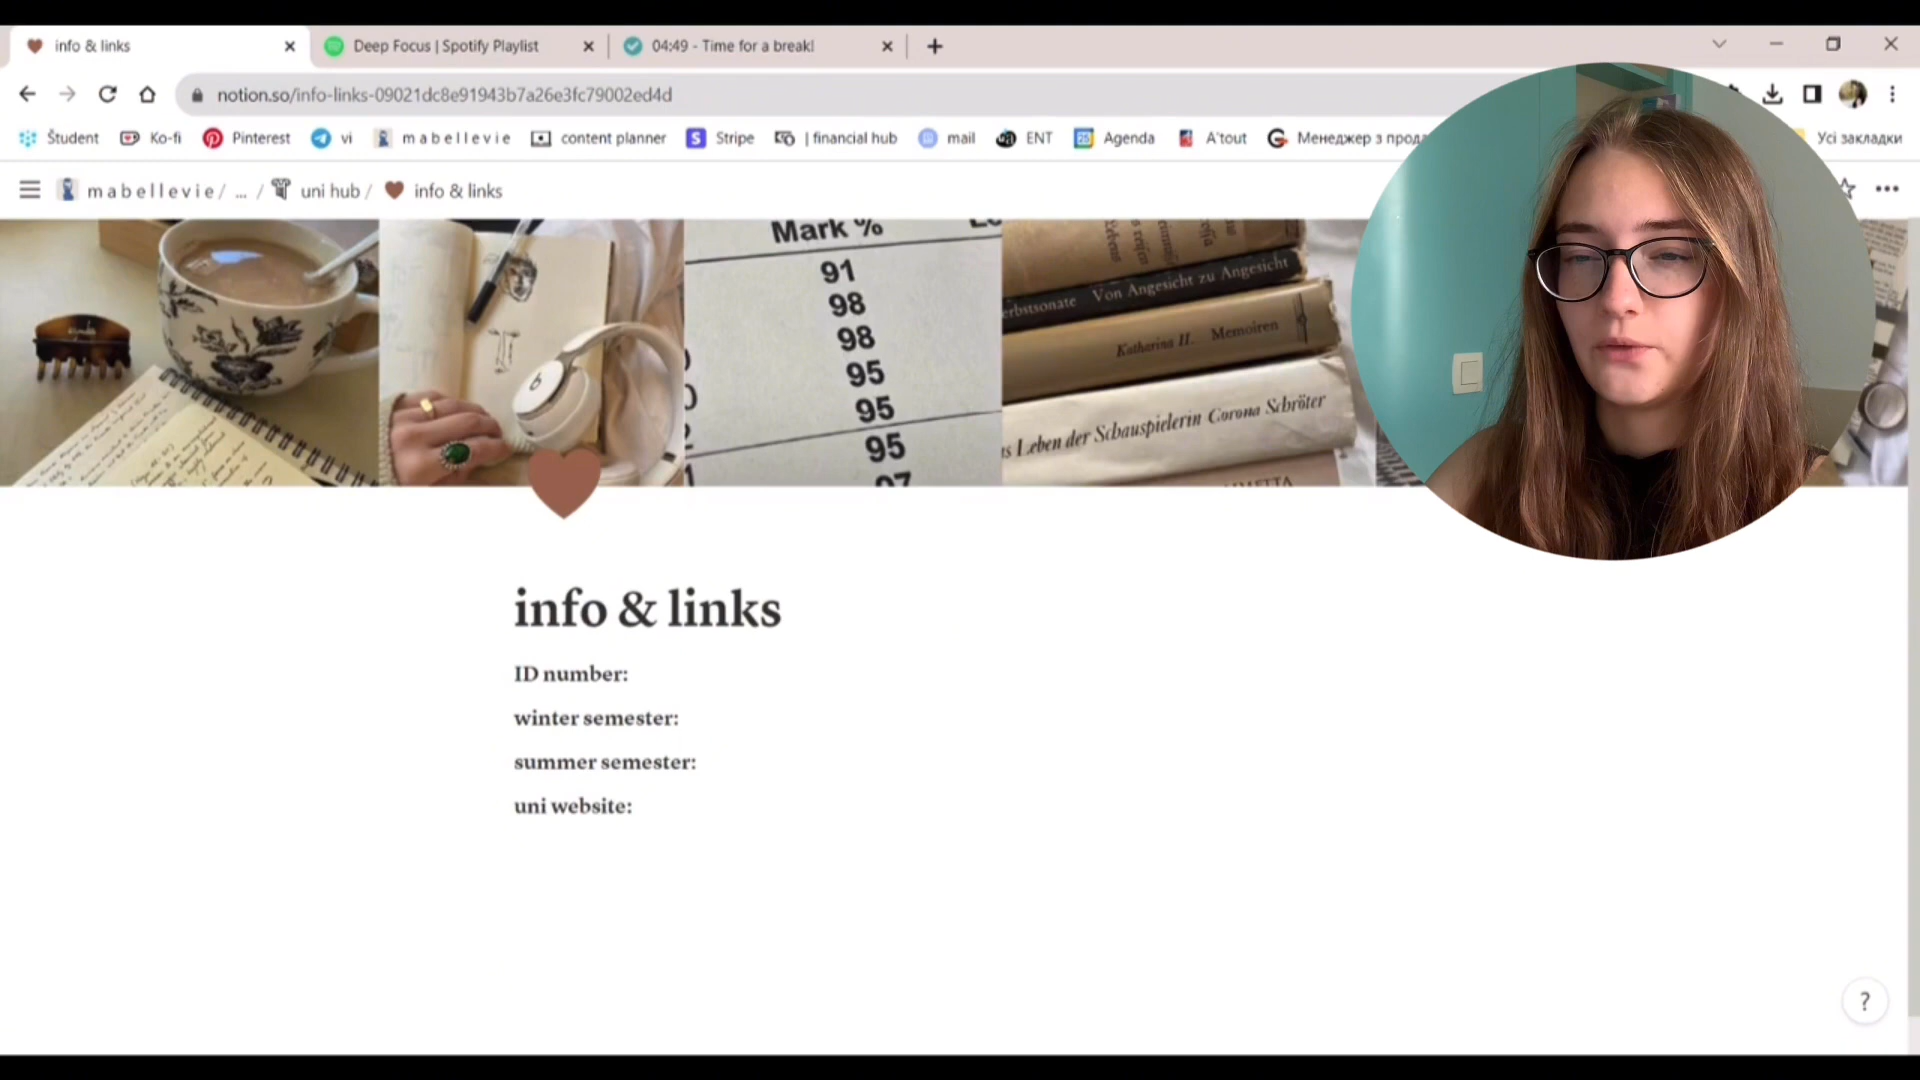 info & links
Deep Focus | Spotify Playlist
04:49 - Time for a break!
notion.so/info-links-09021dc8e91943b7a26e3fc79002ed4d
Študent
Ko-fi
Pinterest
vi
m a b e l l e v i e
content planner
Stripe
| financial hub
mail
ENT
Agenda
A'tout
Менеджер з прод
Усі закладки
m a b e l l e v i e / ... / uni hub / info & links
Mark %
91
98
98
95
95
95
97
Lebens
Von Angesicht zu Angesicht
Katharina II. Memoiren
Leben der Schauspielerin Corona Schröter
info & links
ID number:
winter semester:
summer semester:
uni website:
?